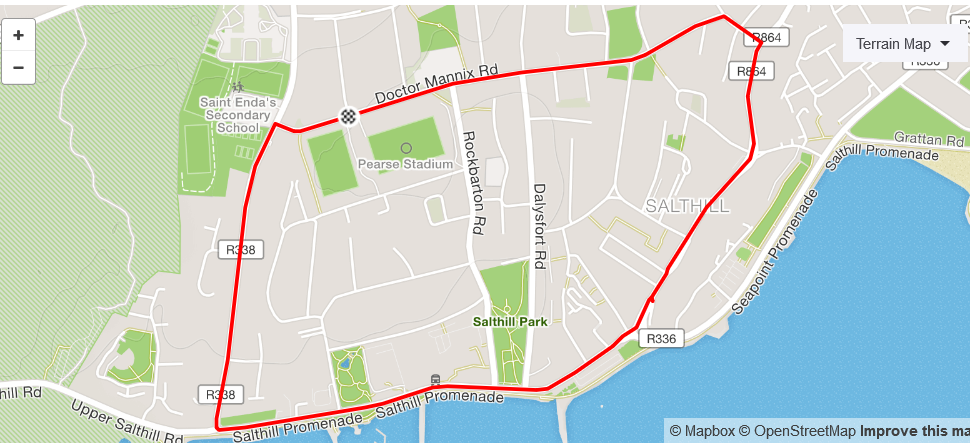 +
−
R864
Terrain Map
R336
R864
Doctor Mannix Rd
Saint Enda's
Secondary
School
Pearse Stadium
Grattan Rd
Salthill Promenade
Rockbarton Rd
Dalysfort Rd
SALTHILL
R338
Seapoint Promenade
Salthill Park
R336
R338
hill Rd
Upper Salthill Rd
Salthill Promenade
Salthill Promenade
© Mapbox © OpenStreetMap Improve this ma